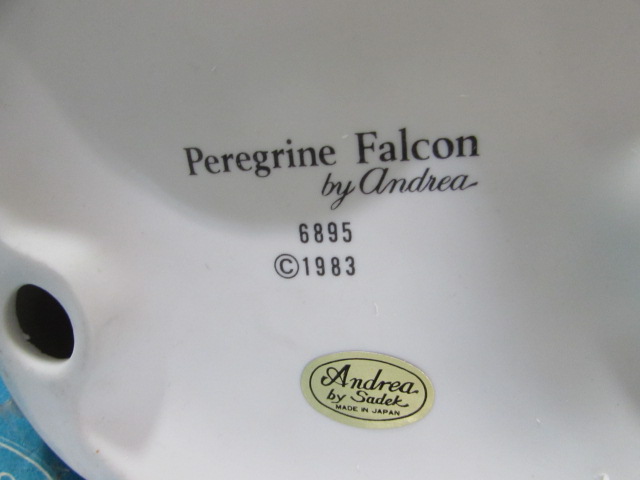 Peregrine Falcon
by Andrea
6895
©1983
Andrea
by Sadek
MADE IN JAPAN